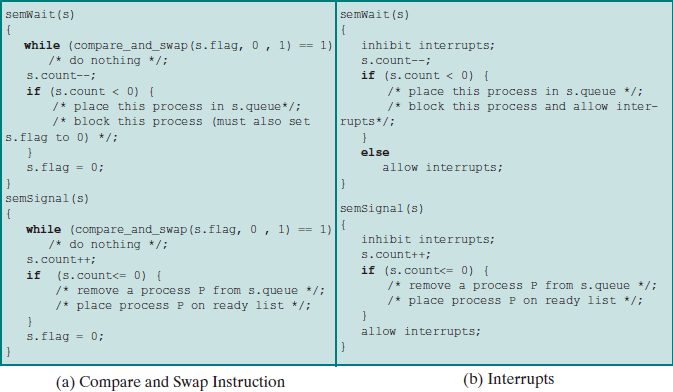 semWait(s)
{
while (compare_and_swap(s.flag, 0 , 1) == 1)
/* do nothing */;
s.count--;
if (s.count < 0) {
/* place this process in s.queue*/;
/* block this process (must also set
s.flag to 0) */;
}
s.flag = 0;
}
semSignal(s)
{
while (compare_and_swap(s.flag, 0 , 1) == 1)
/* do nothing */;
s.count++;
if (s.count<= 0) {
/* remove a process P from s.queue */;
/* place process P on ready list */;
}
s.flag = 0;
}
(a) Compare and Swap Instruction
semWait(s)
{
inhibit interrupts;
s.count--;
if (s.count < 0) {
/* place this process in s.queue */;
/* block this process and allow inter-
rupts*/;
}
else
allow interrupts;
}
semSignal(s)
{
inhibit interrupts;
s.count++;
if (s.count<= 0) {
/* remove a process P from s.queue */;
/* place process P on ready list */;
}
allow interrupts;
}
(b) Interrupts